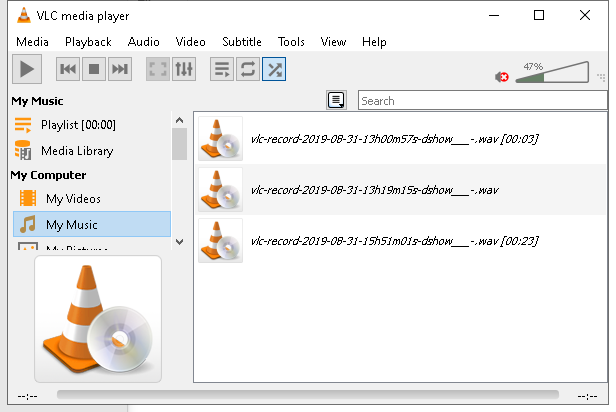 VLC media player
Media Playback Audio Video Subtitle Tools View Help
47%
My Music
Search
Playlist [00:00]
Media Library
My Computer
My Videos
My Music
My Pictures
vlc-record-2019-08-31-13h00m57s-dshow___-.wav [00:03]
vlc-record-2019-08-31-13h19m15s-dshow___-.wav
vlc-record-2019-08-31-15h51m01s-dshow___-.wav [00:23]
--:-- --:--